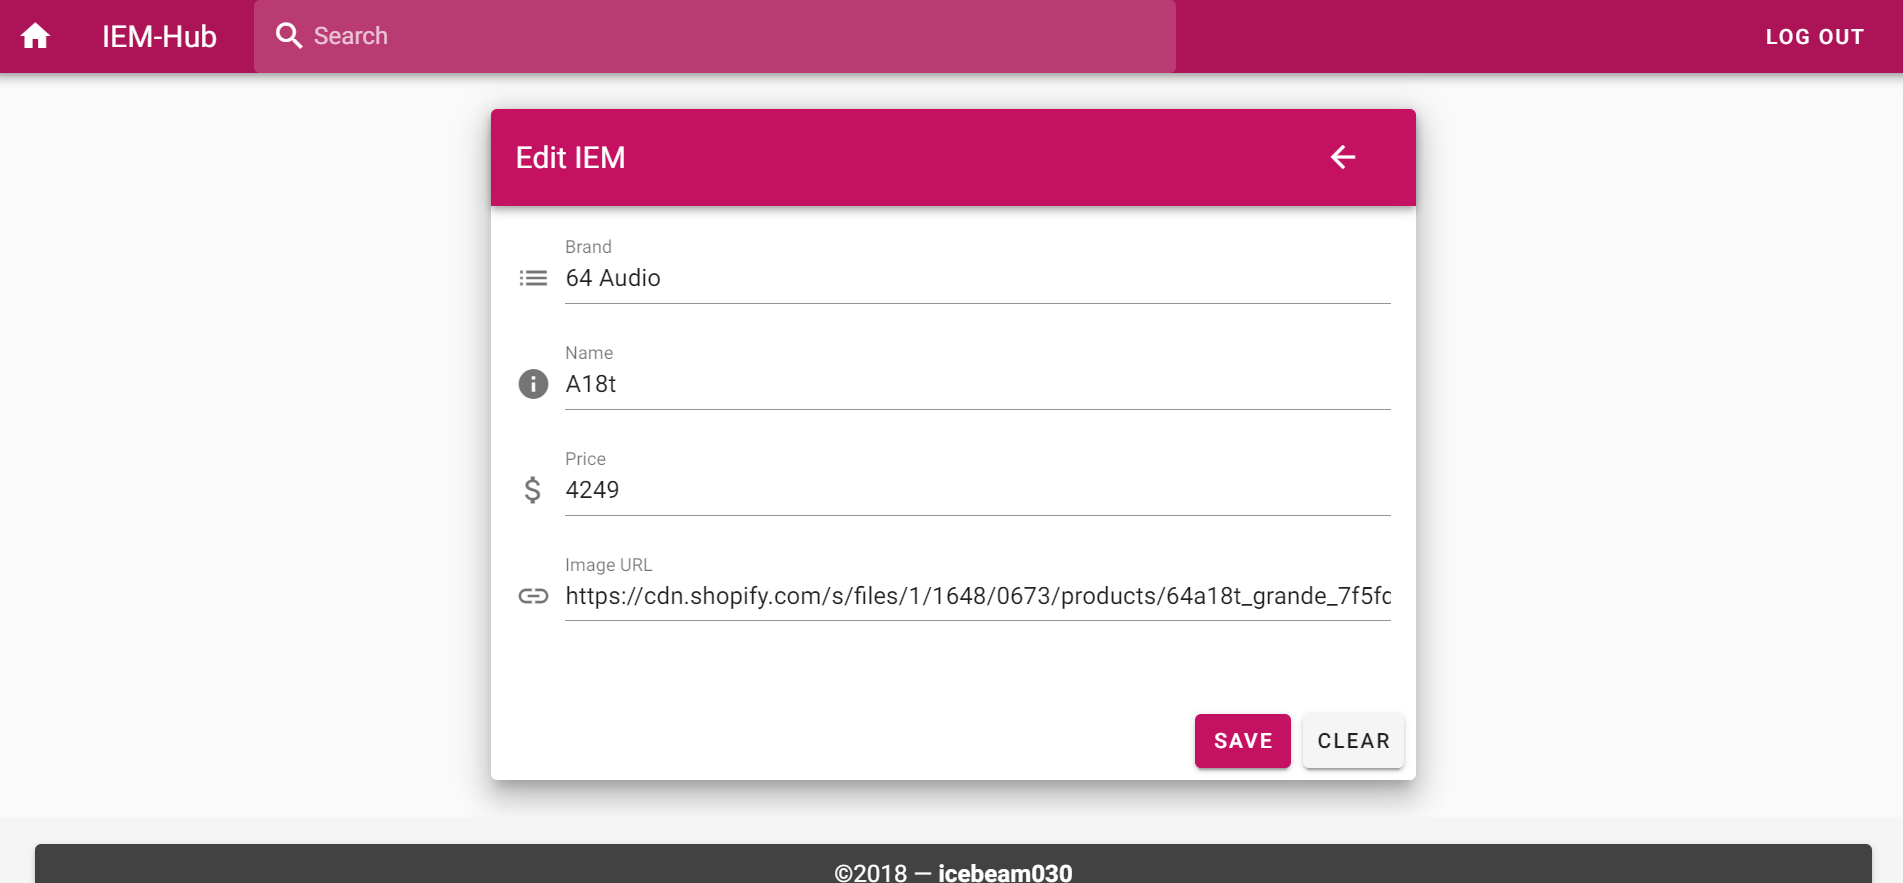 IEM-Hub
Search
LOG OUT
Edit IEM
Brand
64 Audio
Name
A18t
Price
$
4249
Image URL
https://cdn.shopify.com/s/files/1/1648/0673/products/64a18t_grande_7f5fd
SAVE
CLEAR
©2018 — icebeam030